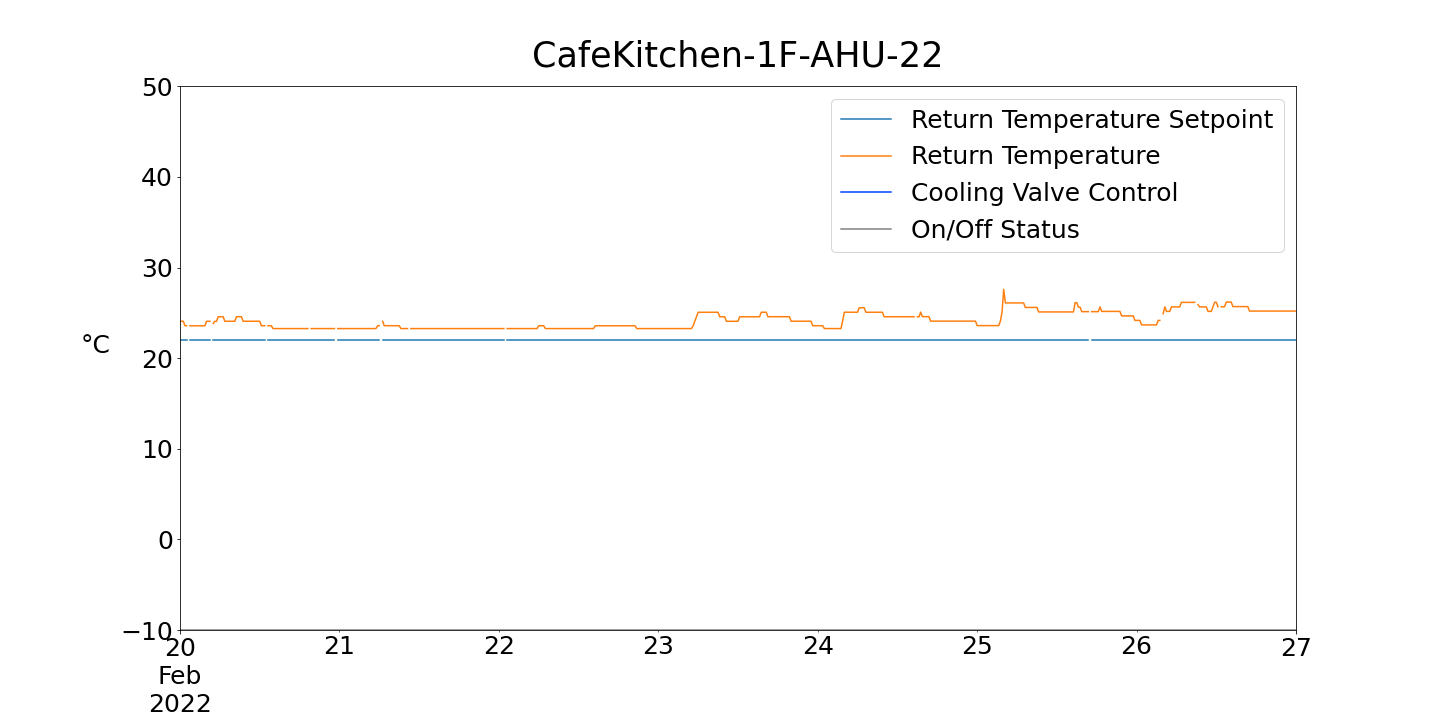 CafeKitchen-1F-AHU-22
Return Temperature Setpoint
Return Temperature
Cooling Valve Control
On/Off Status
50
40
30
°C
20
10
0
−10
20 21 22 23 24 25 26 27
Feb
2022